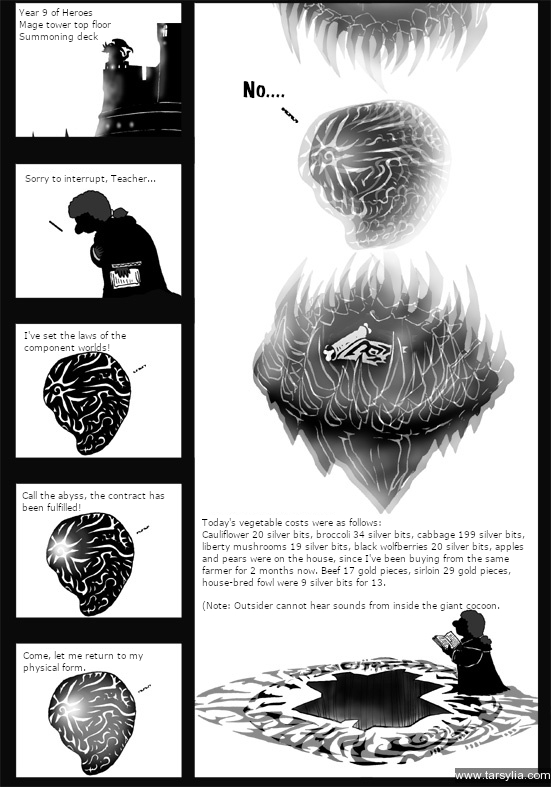 Year 9 of Heroes
Mage tower top floor
Summoning deck
Sorry to interrupt, Teacher...
I've set the laws of the
component worlds!
Call the abyss, the contract has
been fulfilled!
Come, let me return to my
physical form.
No....
Today's vegetable costs were as follows:
Cauliflower 20 silver bits, broccoli 34 silver bits, cabbage 199 silver bits,
liberty mushrooms 19 silver bits, black wolfberries 20 silver bits, apples
and pears were on the house, since I've been buying from the same
farmer for 2 months now. Beef 17 gold pieces, sirloin 29 gold pieces,
house-bred fowl were 9 silver bits for 13.
(Note: Outsider cannot hear sounds from inside the giant cocoon.
www.tarsylia.com